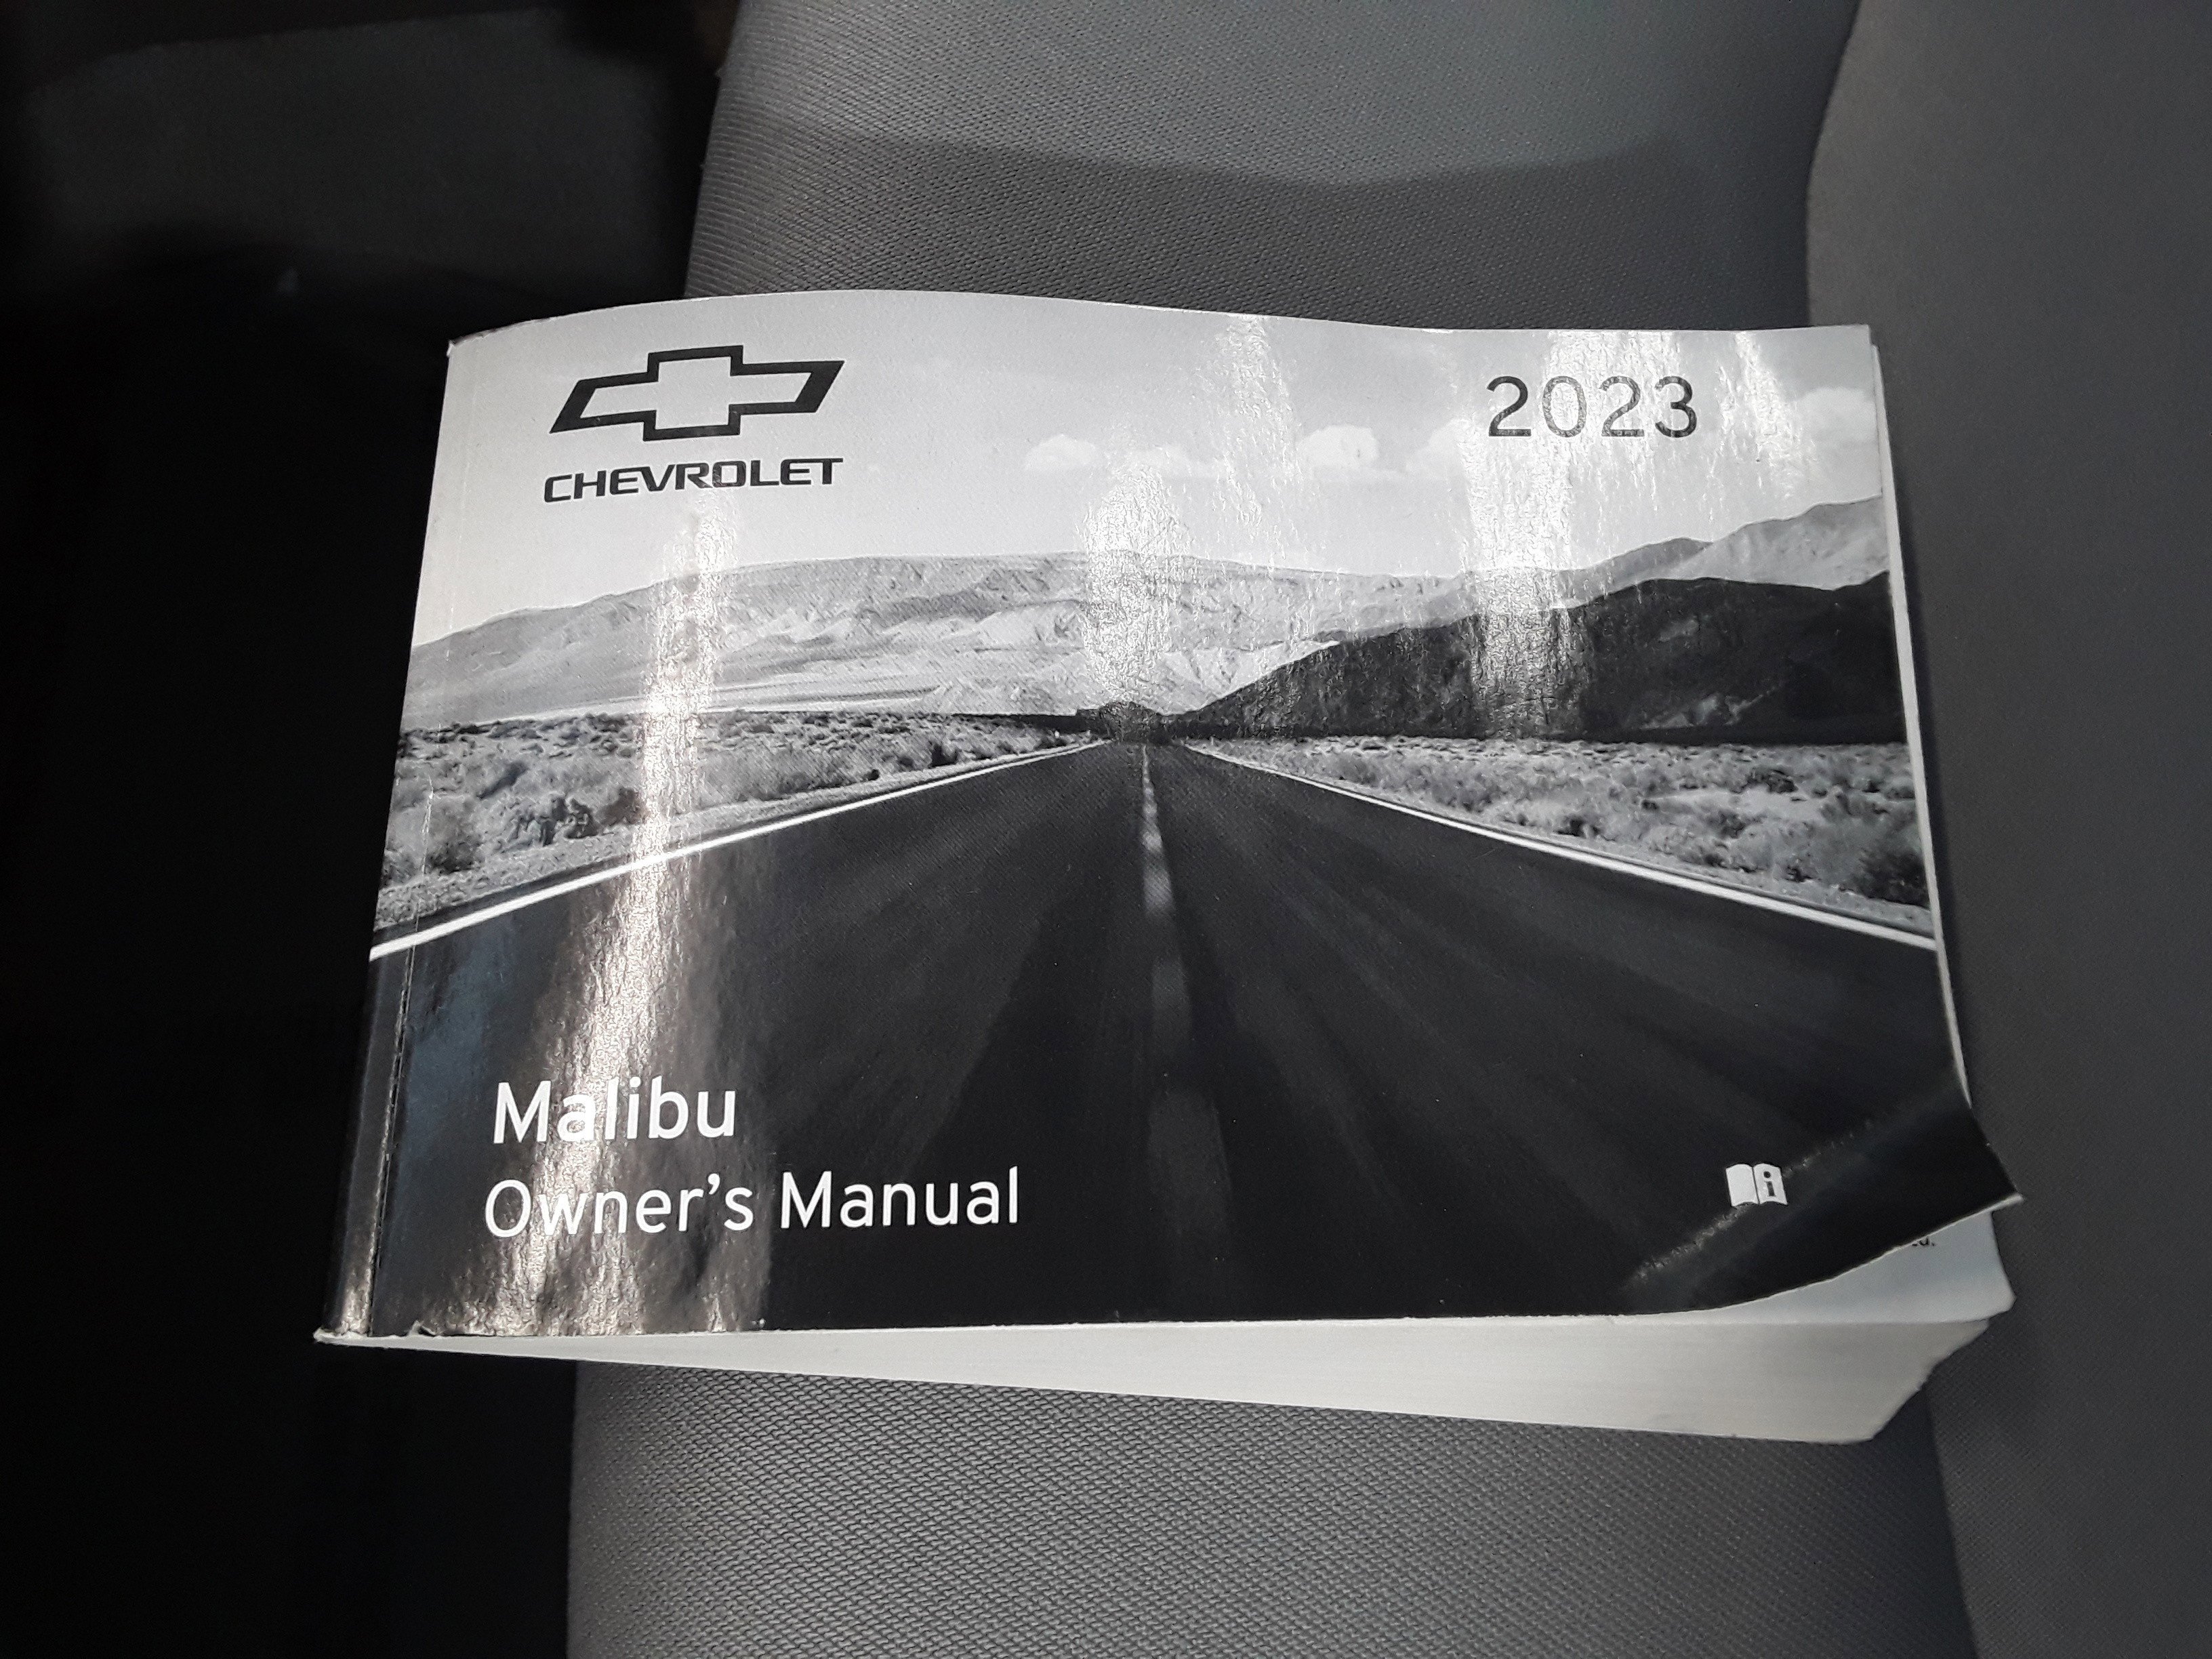 CHEVROLET
2023
Malibu
Owner's Manual